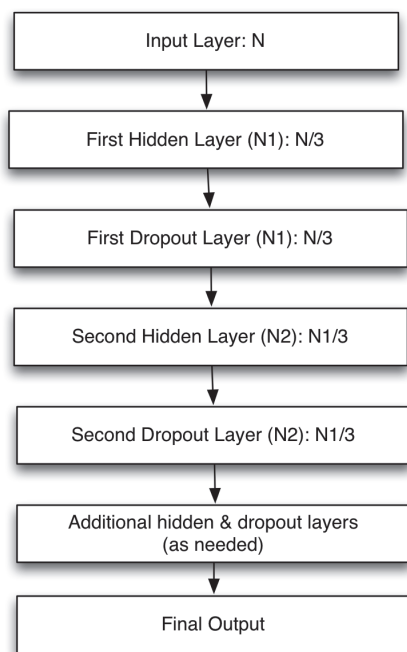 Input Layer: N
First Hidden Layer (N1): N/3
First Dropout Layer (N1): N/3
Second Hidden Layer (N2): N1/3
Second Dropout Layer (N2): N1/3
Additional hidden & dropout layers
(as needed)
Final Output